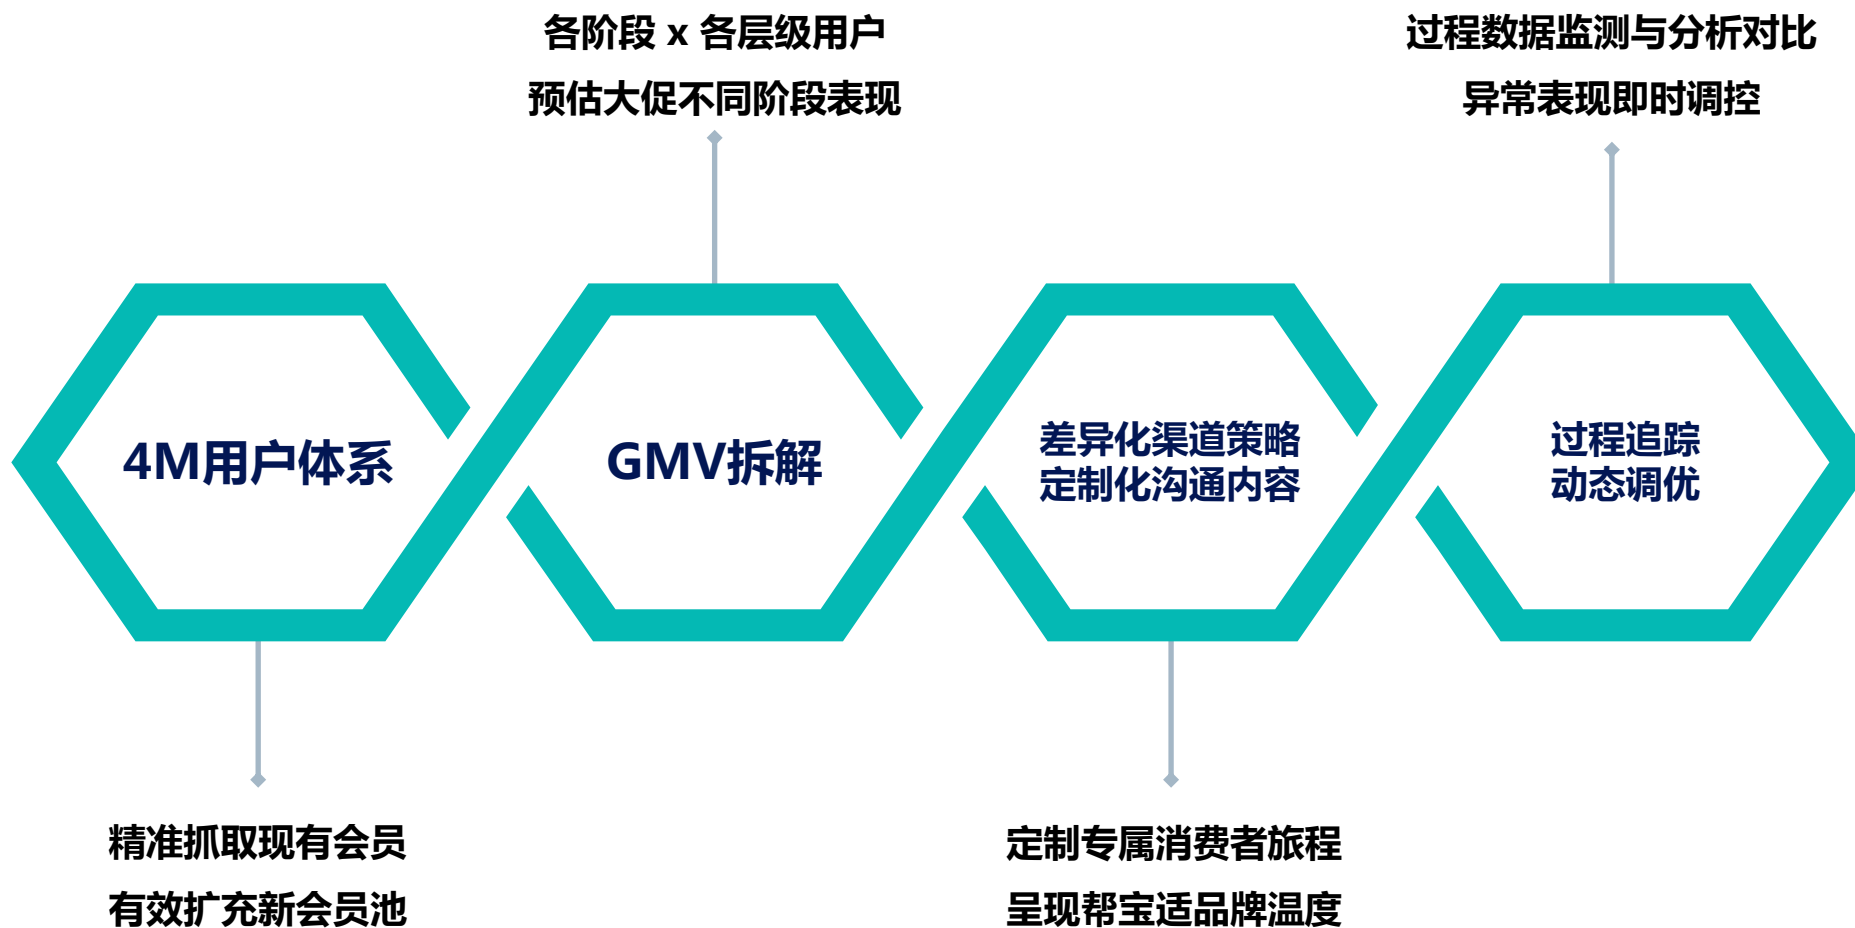 各阶段 x 各层级用户
预估大促不同阶段表现
过程数据监测与分析对比
异常表现即时调控
4M用户体系
GMV拆解
差异化渠道策略
定制化沟通内容
过程追踪
动态调优
精准抓取现有会员
有效扩充新会员池
定制专属消费者旅程
呈现帮宝适品牌温度